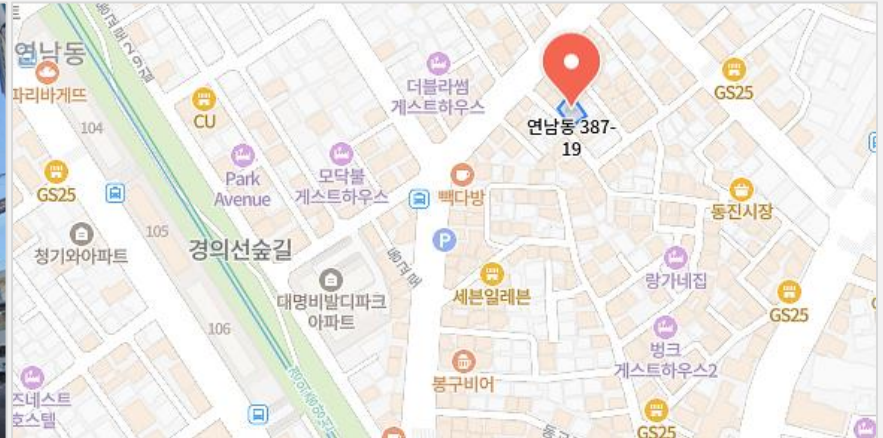 연남동
파리바게뜨
104
CU
더블라썸
게스트하우스
GS25
연남동 387-
19
GS25
Park
Avenue
모닥불
게스트하우스
빽다방
동진시장
청기와아파트
105
경의선숲길
P
동교로
랑가네집
대명비발디파크
아파트
세븐일레븐
GS25
106
벙크
게스트하우스2
봉구비어
즈네스트
호스텔
GS25